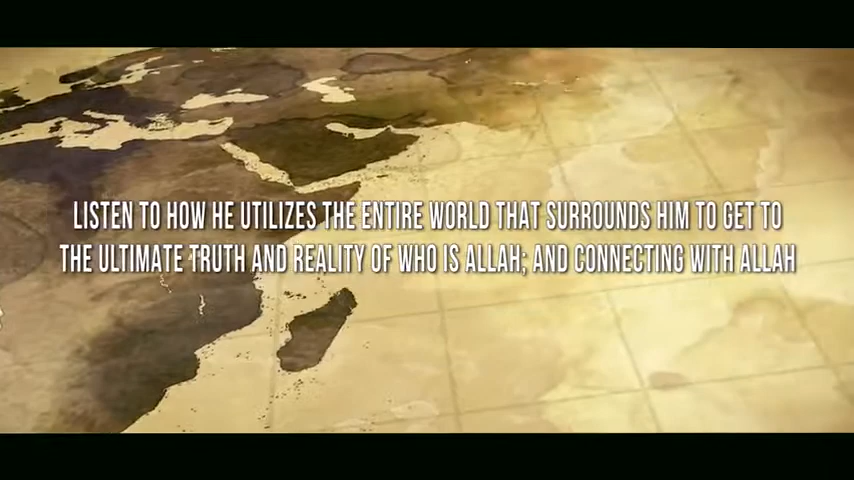 LISTEN TO HOW HE UTILIZES THE ENTIRE WORLD THAT SURROUNDS HIM TO GET TO
THE ULTIMATE TRUTH AND REALITY OF WHO IS ALLAH; AND CONNECTING WITH ALLAH